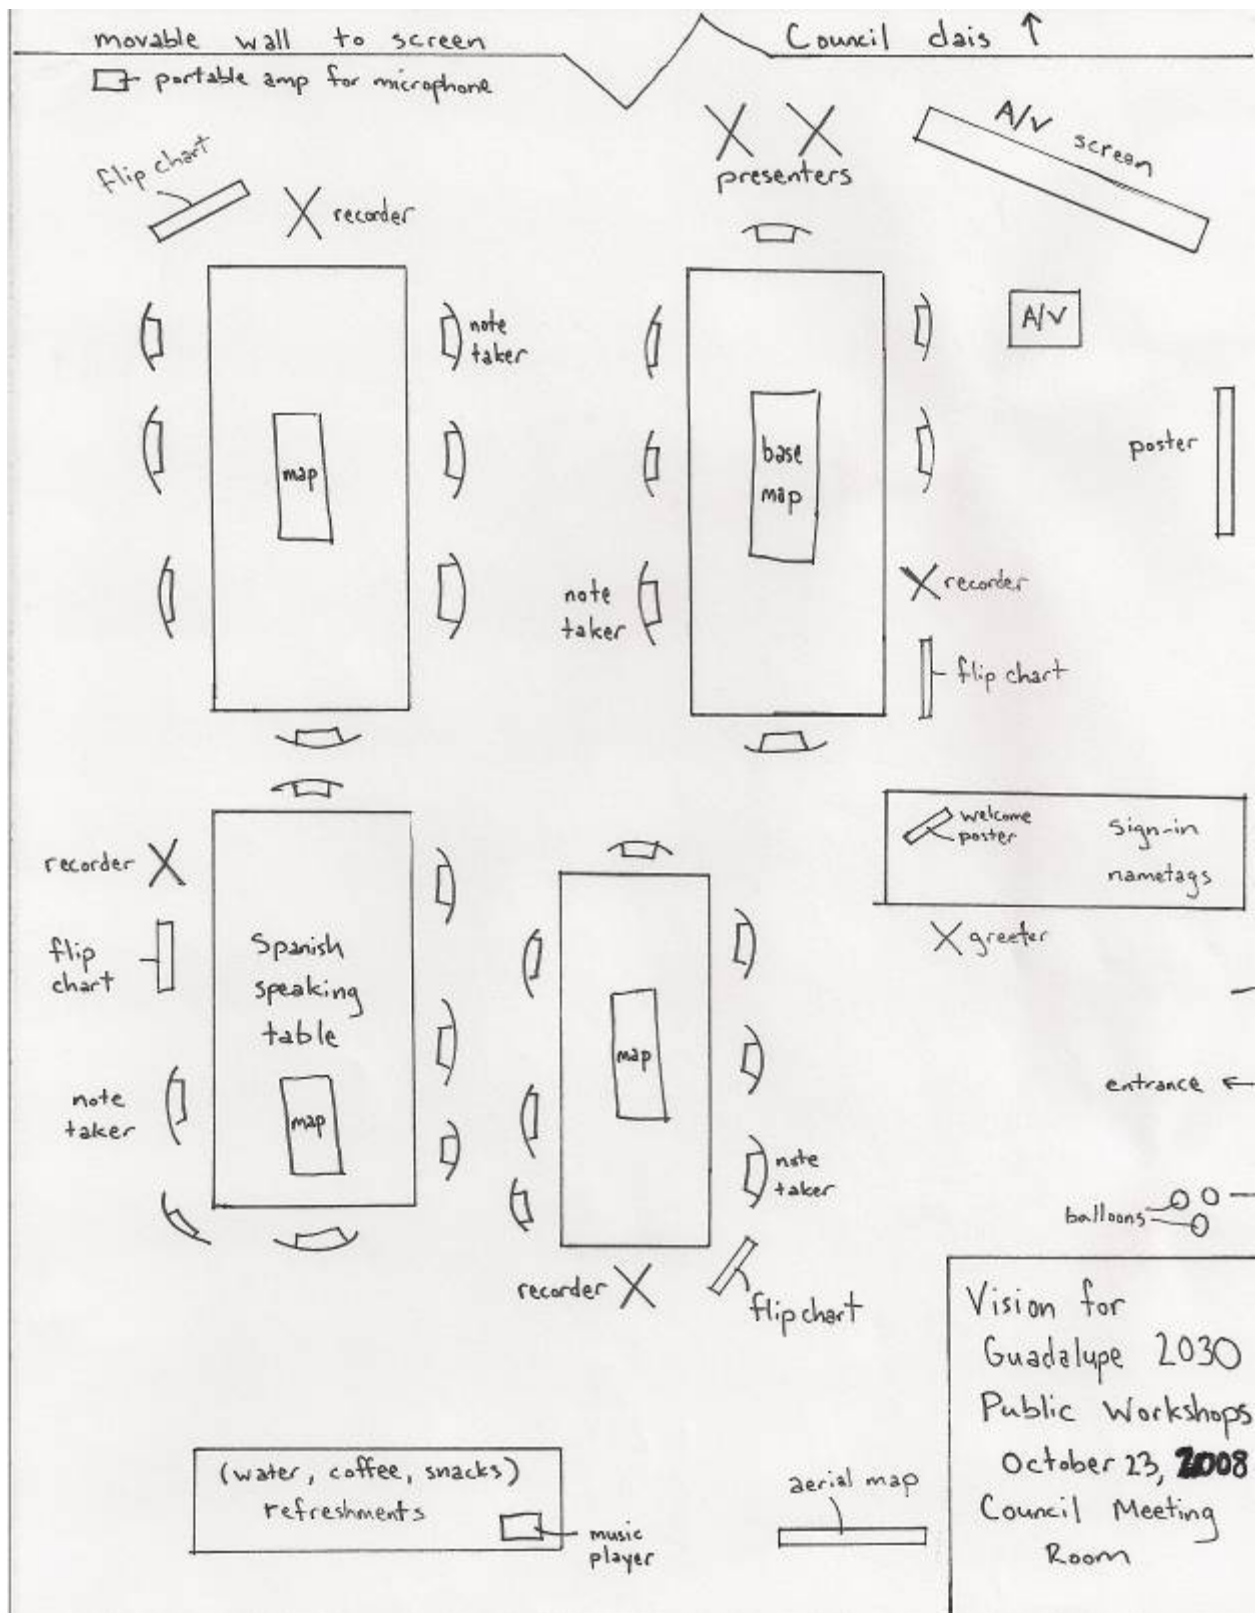 movable wall to screen
Council dais ↑
portable amp for microphone
A/V screen
flip chart
presenters
recorder
note
taker
A/V
map
base
map
poster
note
taker
recorder
flip chart
welcome
poster
sign-in
nametags
recorder
greeter
flip
chart
Spanish
speaking
table
map
map
entrance ←
note
taker
note
taker
balloons
recorder
flip chart
Vision for
Guadalupe 2030
Public Workshops
October 23, 2008
Council Meeting
Room
(water, coffee, snacks)
refreshments
music
player
aerial map